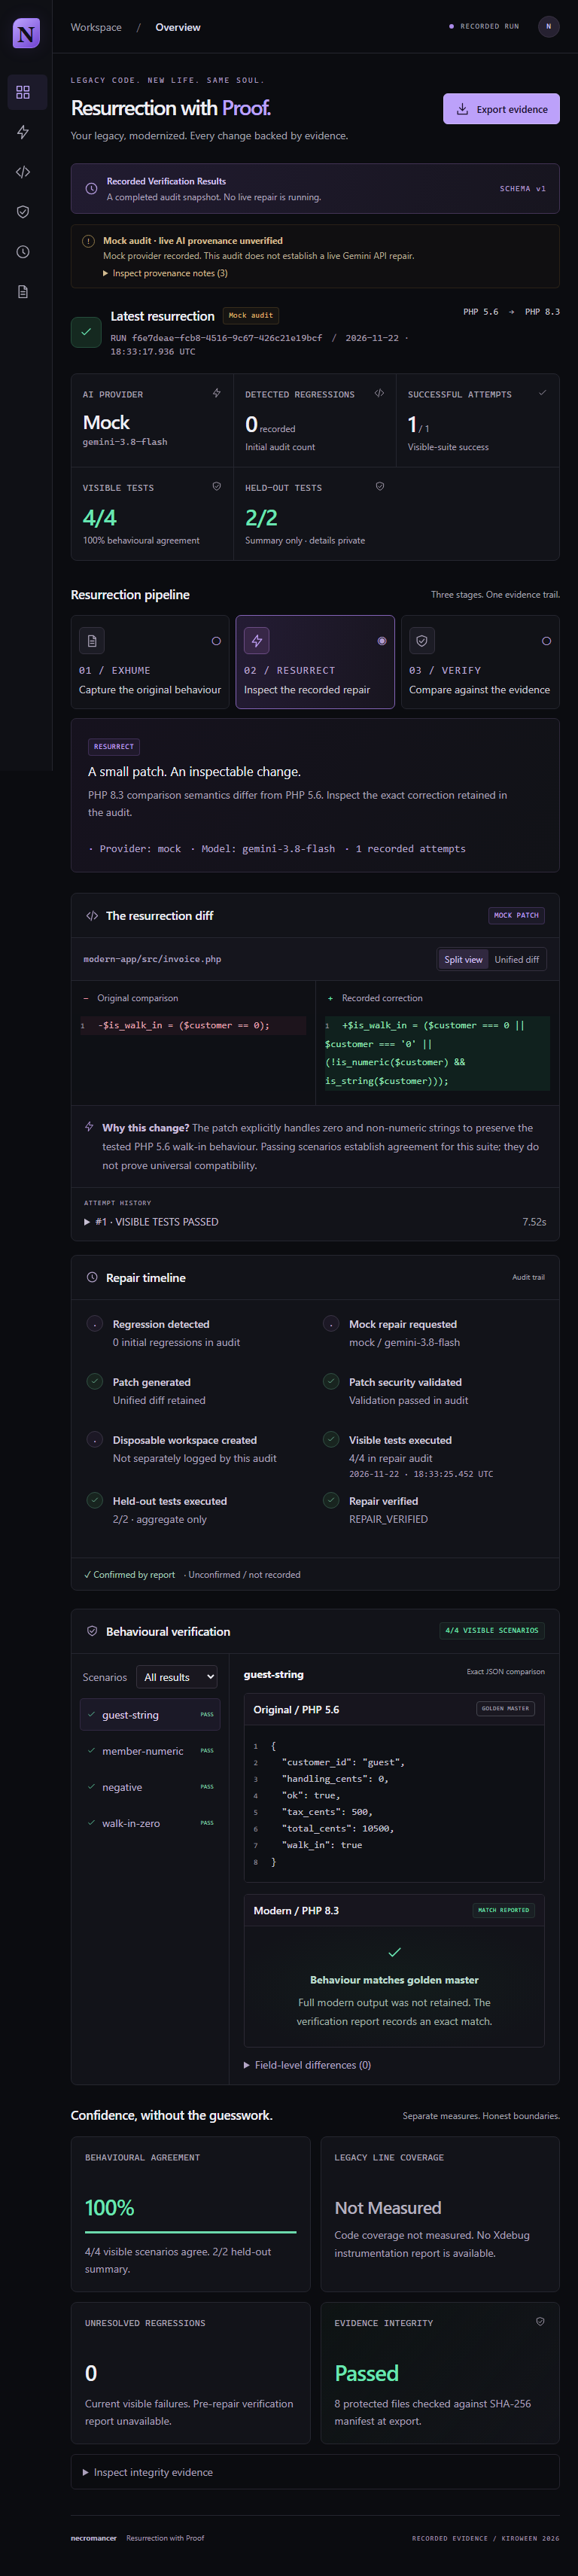 N
Workspace / Overview
RECORDED RUN
N
LEGACY CODE. NEW LIFE. SAME SOUL.
Resurrection with Proof.
Your legacy, modernized. Every change backed by evidence.
Export evidence
Recorded Verification Results
A completed audit snapshot. No live repair is running.
SCHEMA v1
Mock audit · live AI provenance unverified
Mock provider recorded. This audit does not establish a live Gemini API repair.
▶ Inspect provenance notes (3)
Latest resurrection
Mock audit
PHP 5.6 → PHP 8.3
RUN f6e7deae-fcb8-4516-9c67-426c21e19bcf / 2026-11-22 ·
18:33:17.936 UTC
AI PROVIDER
Mock
gemini-3.8-flash
DETECTED REGRESSIONS
0 recorded
Initial audit count
SUCCESSFUL ATTEMPTS
1 / 1
Visible-suite success
VISIBLE TESTS
4/4
100% behavioural agreement
HELD-OUT TESTS
2/2
Summary only · details private
Resurrection pipeline
Three stages. One evidence trail.
01 / EXHUME
Capture the original behaviour
02 / RESURRECT
Inspect the recorded repair
03 / VERIFY
Compare against the evidence
RESURRECT
A small patch. An inspectable change.
PHP 8.3 comparison semantics differ from PHP 5.6. Inspect the exact correction retained in
the audit.
· Provider: mock · Model: gemini-3.8-flash · 1 recorded attempts
The resurrection diff
MOCK PATCH
modern-app/src/invoice.php
Split view
Unified diff
− Original comparison
1 -$is_walk_in = ($customer == 0);
+ Recorded correction
1 +$is_walk_in = ($customer === 0 ||
$customer === '0' ||
(!is_numeric($customer) &&
is_string($customer)));
Why this change? The patch explicitly handles zero and non-numeric strings to preserve the
tested PHP 5.6 walk-in behaviour. Passing scenarios establish agreement for this suite; they do
not prove universal compatibility.
ATTEMPT HISTORY
▶ #1 · VISIBLE TESTS PASSED
7.52s
Repair timeline
Audit trail
Regression detected
0 initial regressions in audit
Mock repair requested
mock / gemini-3.8-flash
Patch generated
Unified diff retained
Patch security validated
Validation passed in audit
Disposable workspace created
Not separately logged by this audit
Visible tests executed
4/4 in repair audit
2026-11-22 · 18:33:25.452 UTC
Held-out tests executed
2/2 · aggregate only
Repair verified
REPAIR_VERIFIED
✓ Confirmed by report · Unconfirmed / not recorded
Behavioural verification
4/4 VISIBLE SCENARIOS
Scenarios
All results
guest-string PASS
member-numeric PASS
negative PASS
walk-in-zero PASS
guest-string
Exact JSON comparison
Original / PHP 5.6
GOLDEN MASTER
1 {
2 "customer_id": "guest",
3 "handling_cents": 0,
4 "ok": true,
5 "tax_cents": 500,
6 "total_cents": 10500,
7 "walk_in": true
8 }
Modern / PHP 8.3
MATCH REPORTED
Behaviour matches golden master
Full modern output was not retained. The
verification report records an exact match.
▶ Field-level differences (0)
Confidence, without the guesswork.
Separate measures. Honest boundaries.
BEHAVIOURAL AGREEMENT
100%
4/4 visible scenarios agree. 2/2 held-out
summary.
LEGACY LINE COVERAGE
Not Measured
Code coverage not measured. No Xdebug
instrumentation report is available.
UNRESOLVED REGRESSIONS
0
Current visible failures. Pre-repair verification
report unavailable.
EVIDENCE INTEGRITY
Passed
8 protected files checked against SHA-256
manifest at export.
▶ Inspect integrity evidence
necromancer Resurrection with Proof
RECORDED EVIDENCE / KIROWEEN 2026